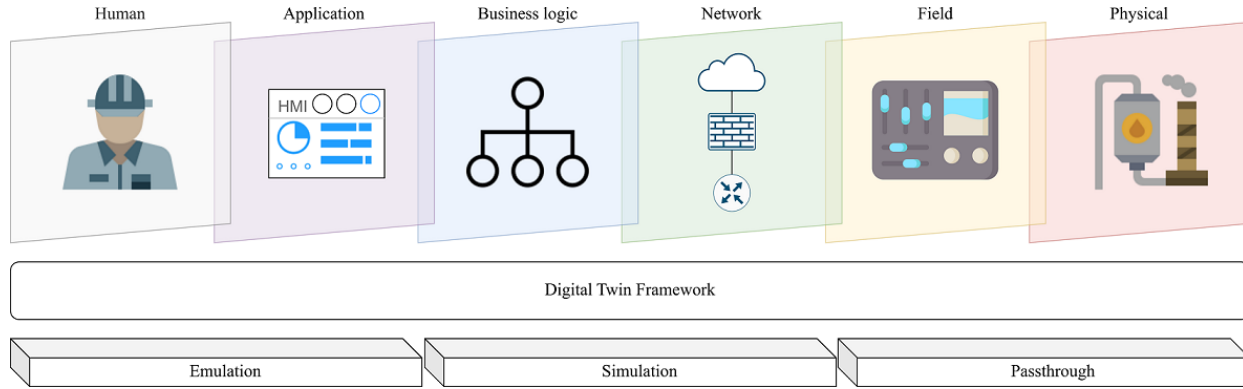 Human
Application
Business logic
Network
Field
Physical
HMI
Digital Twin Framework
Emulation
Simulation
Passthrough